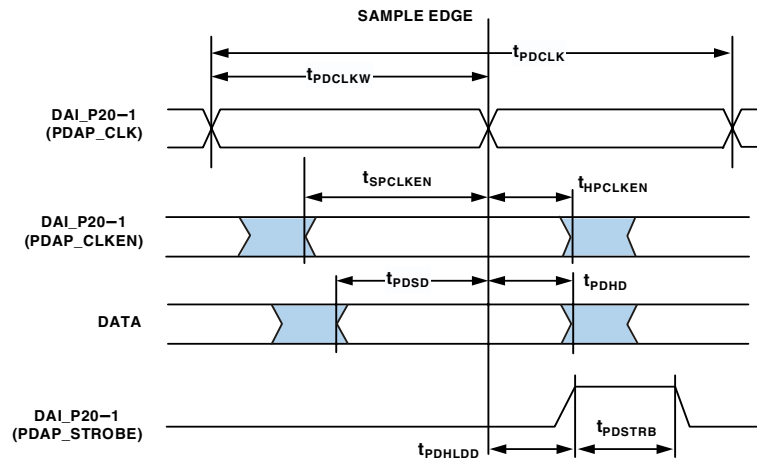 SAMPLE EDGE
tPDCLK
tPDCLKW
DAI_P20–1
(PDAP_CLK)
tSPCLKEN
tHPCLKEN
DAI_P20–1
(PDAP_CLKEN)
tPDSD
tPDHD
DATA
DAI_P20–1
(PDAP_STROBE)
tPDHLDD
tPDSTRB